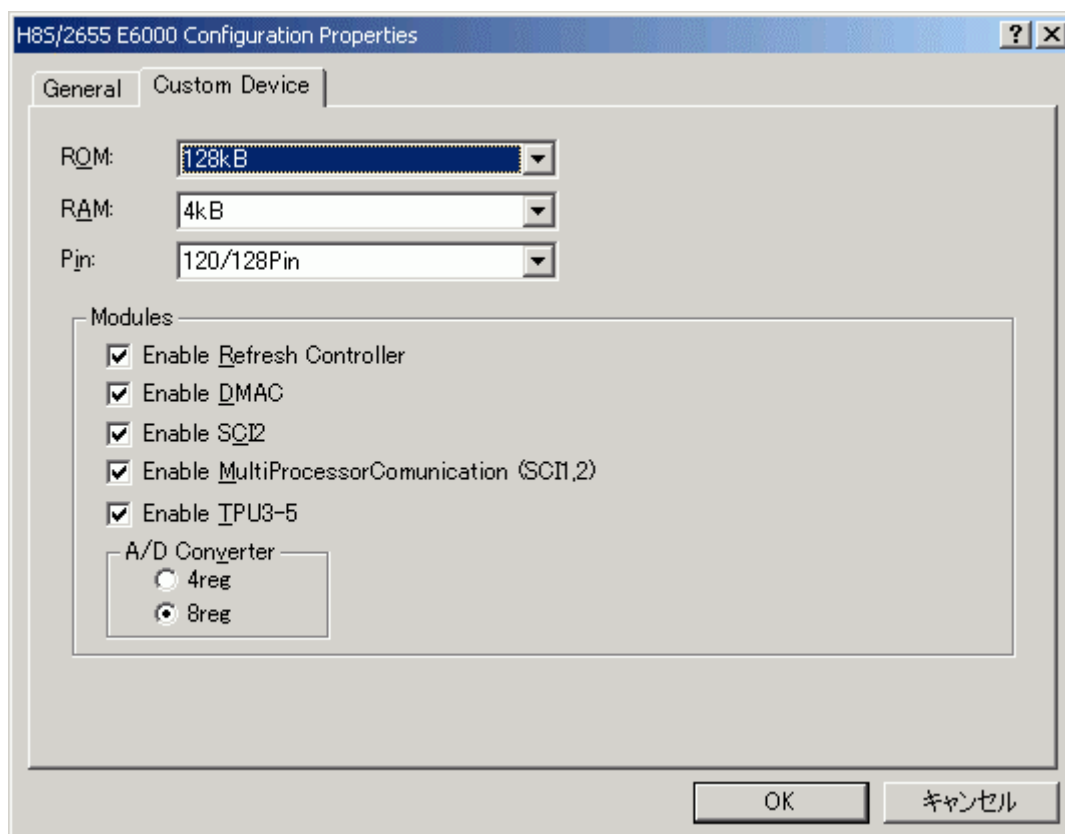 H8S/2655 E6000 Configuration Properties
General
Custom Device
ROM:
128kB
RAM:
4kB
Pin:
120/128Pin
Modules
Enable Refresh Controller
Enable DMAC
Enable SCI2
Enable MultiProcessorComunication (SCI1,2)
Enable TPU3-5
A/D Converter
4reg
8reg
OK
キャンセル